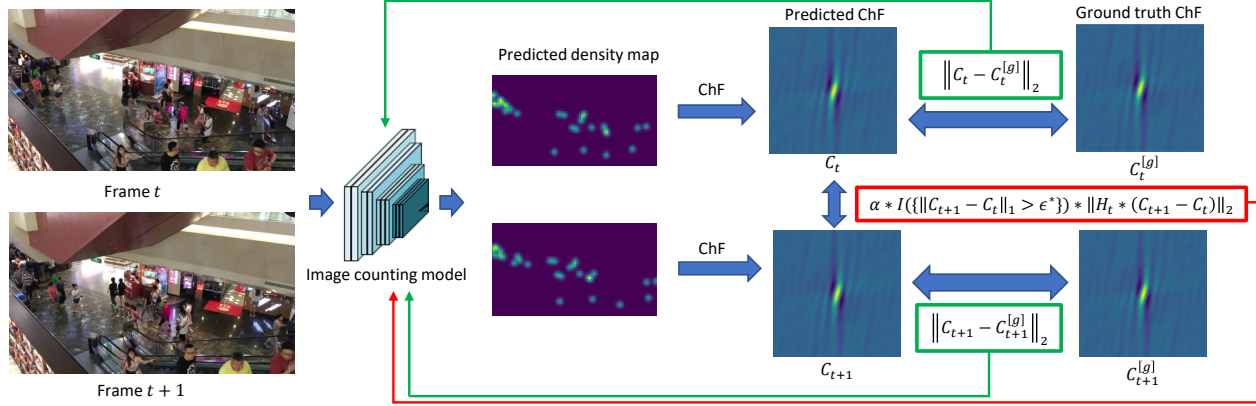 Predicted ChF
Ground truth ChF
Predicted density map
ChF
‖C_t − C_t^{[g]}‖_2
C_t
C_t^{[g]}
Frame t
α ∗ I({‖C_{t+1} − C_t‖_1 > ϵ*}) ∗ ‖H_t ∗ (C_{t+1} − C_t)‖_2
Image counting model
ChF
‖C_{t+1} − C_{t+1}^{[g]}‖_2
C_{t+1}
C_{t+1}^{[g]}
Frame t + 1